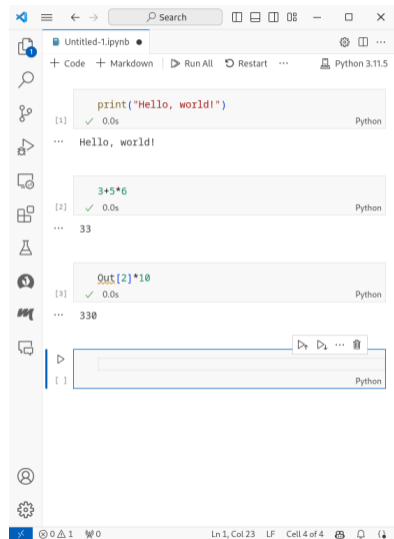 Search
Untitled-1.ipynb
+ Code + Markdown Run All Restart ··· Python 3.11.5
print("Hello, world!")
[1] 0.0s Python
··· Hello, world!
3+5*6
[2] 0.0s Python
··· 33
Out[2]*10
[3] 0.0s Python
··· 330
[ ] Python
1
0 1 0 Ln 1, Col 23 LF Cell 4 of 4